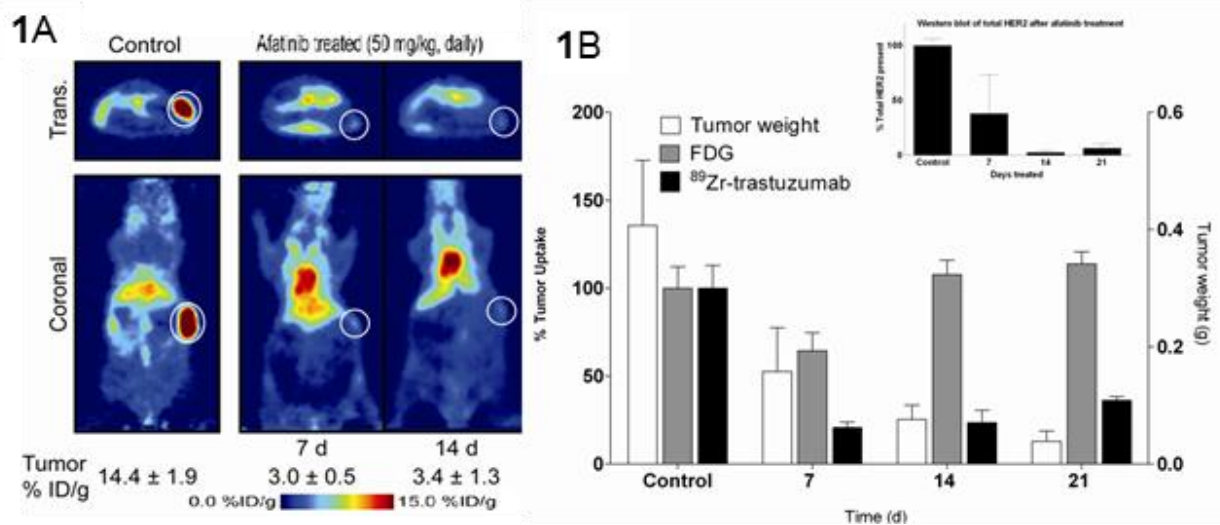 1A
Control
Afatinib treated (50 mg/kg, daily)
Trans.
Coronal
7 d
14 d
Tumor
% ID/g
14.4 ± 1.9
3.0 ± 0.5
3.4 ± 1.3
0.0 %ID/g
15.0 %ID/g
1B
Western blot of total HER2 after afatinib treatment
% Total HER2 present
100
50
0
Control
7
14
21
Days treated
Tumor weight
FDG
89Zr-trastuzumab
% Tumor Uptake
200
150
100
50
0
Tumor weight (g)
0.6
0.4
0.2
0.0
Control
7
14
21
Time (d)